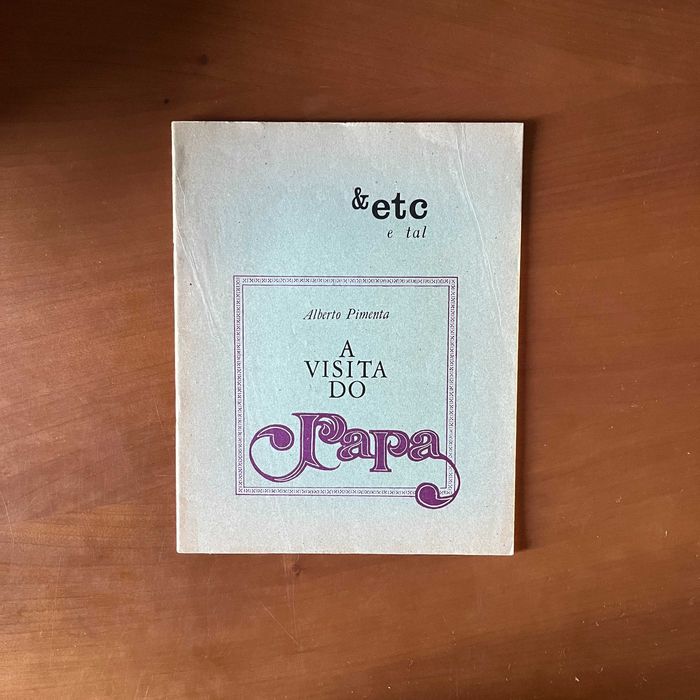 & etc
e tal
Alberto Pimenta
A
VISITA
DO
Papa